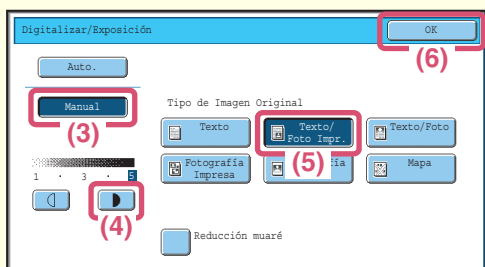 Digitalizar/Exposición
OK
(6)
Auto.
Manual
(3)
Tipo de Imagen Original
Texto
Texto/
Foto Impr.
Texto/Foto
(5)
Fotografía
Impresa
Mapa
1 · 3 · 5
(4)
Reducción muaré